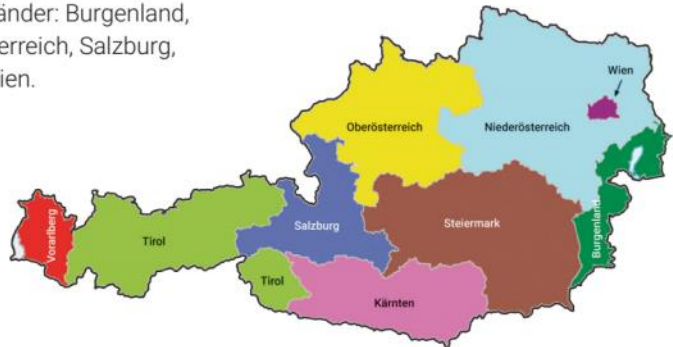 änder: Burgenland,
erreich, Salzburg,
ien.
Wien
Oberösterreich
Niederösterreich
Vorarlberg
Tirol
Salzburg
Steiermark
Burgenland
Tirol
Kärnten